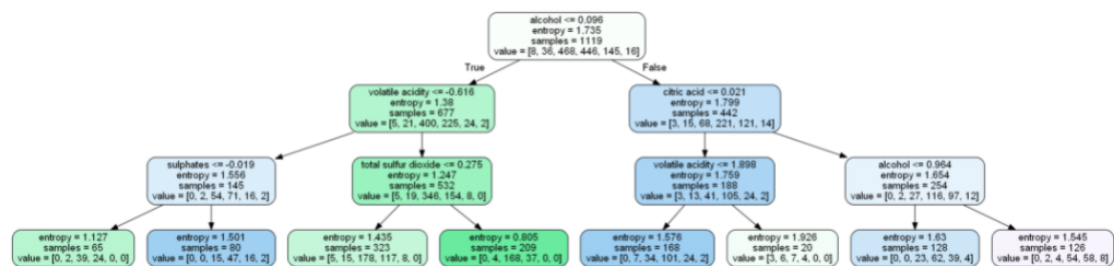 alcohol <= 0.096
entropy = 1.735
samples = 1119
value = [8, 36, 468, 446, 145, 16]
True
False
volatile acidity <= -0.616
entropy = 1.38
samples = 677
value = [5, 21, 400, 225, 24, 2]
citric acid <= 0.021
entropy = 1.799
samples = 442
value = [3, 15, 68, 221, 121, 14]
sulphates <= -0.019
entropy = 1.556
samples = 145
value = [0, 2, 54, 71, 16, 2]
total sulfur dioxide <= 0.275
entropy = 1.247
samples = 532
value = [5, 19, 346, 154, 8, 0]
volatile acidity <= 1.898
entropy = 1.759
samples = 188
value = [3, 13, 41, 105, 24, 2]
alcohol <= 0.964
entropy = 1.654
samples = 254
value = [0, 2, 27, 116, 97, 12]
entropy = 1.127
samples = 65
value = [0, 2, 39, 24, 0, 0]
entropy = 1.501
samples = 80
value = [0, 0, 15, 47, 16, 2]
entropy = 1.435
samples = 323
value = [5, 15, 178, 117, 8, 0]
entropy = 0.805
samples = 209
value = [0, 4, 168, 37, 0, 0]
entropy = 1.576
samples = 168
value = [0, 7, 34, 101, 24, 2]
entropy = 1.926
samples = 20
value = [3, 6, 7, 4, 0, 0]
entropy = 1.63
samples = 128
value = [0, 0, 23, 62, 39, 4]
entropy = 1.545
samples = 126
value = [0, 2, 4, 54, 58, 8]